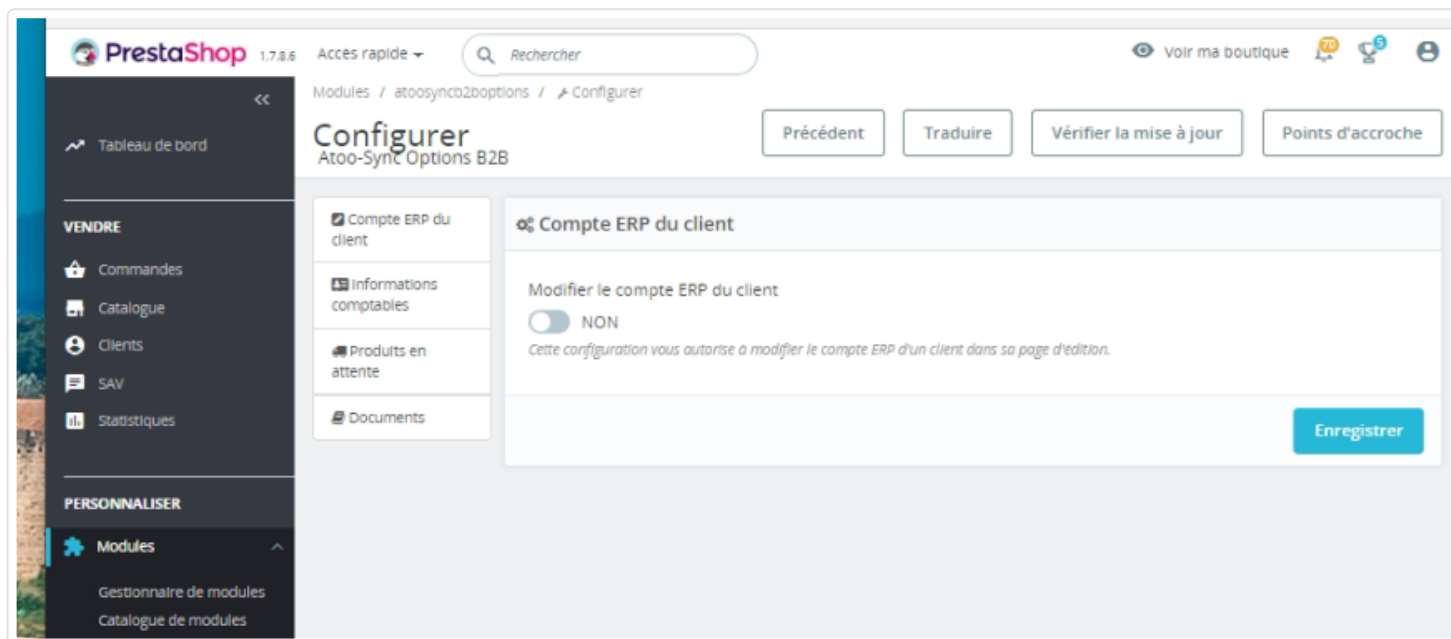 PrestaShop 1.7.8.6 Accès rapide Rechercher Voir ma boutique 70 5
Modules / atoosyncb2boptions / Configurer
Configurer
Atoo-Sync Options B2B
Précédent Traduire Vérifier la mise à jour Points d'accroche
Tableau de bord
VENDRE
Commandes
Catalogue
Clients
SAV
Statistiques
PERSONNALISER
Modules
Gestionnaire de modules
Catalogue de modules
Compte ERP du
client
Informations
comptables
Produits en
attente
Documents
Compte ERP du client
Modifier le compte ERP du client
NON
Cette configuration vous autorise à modifier le compte ERP d'un client dans sa page d'édition.
Enregistrer